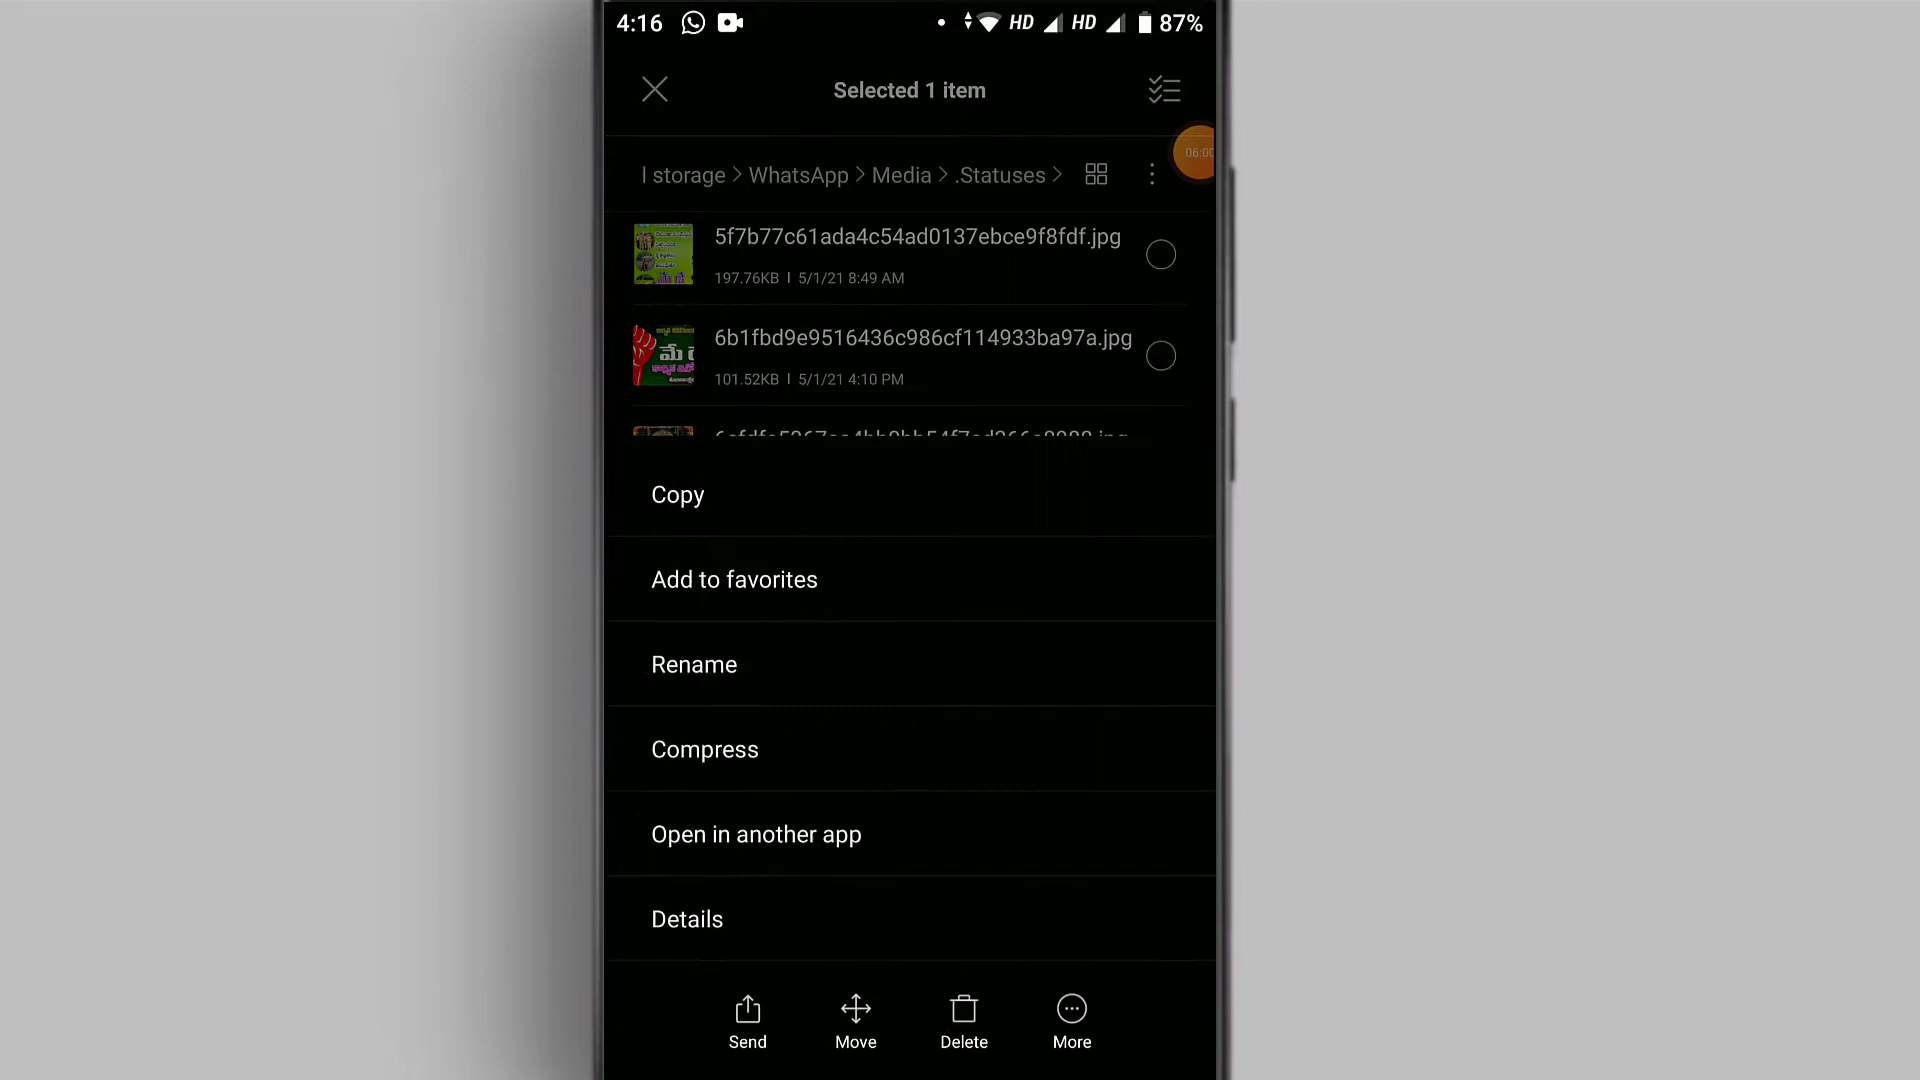 4:16 HD HD 87%
Selected 1 item
06:00
l storage > WhatsApp > Media > .Statuses >
5f7b77c61ada4c54ad0137ebce9f8fdf.jpg
197.76KB | 5/1/21 8:49 AM
6b1fbd9e9516436c986cf114933ba97a.jpg
మే
101.52KB | 5/1/21 4:10 PM
Copy
Add to favorites
Rename
Compress
Open in another app
Details
Send Move Delete More